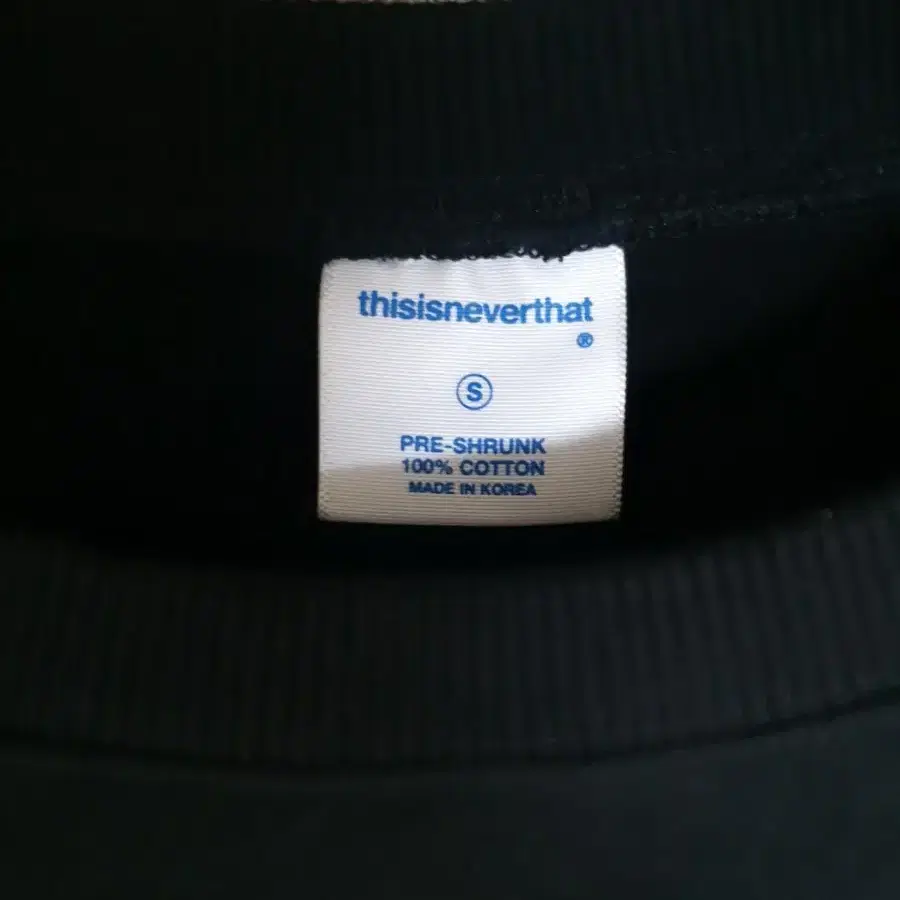 thisisneverthat
®
S
PRE-SHRUNK
100% COTTON
MADE IN KOREA